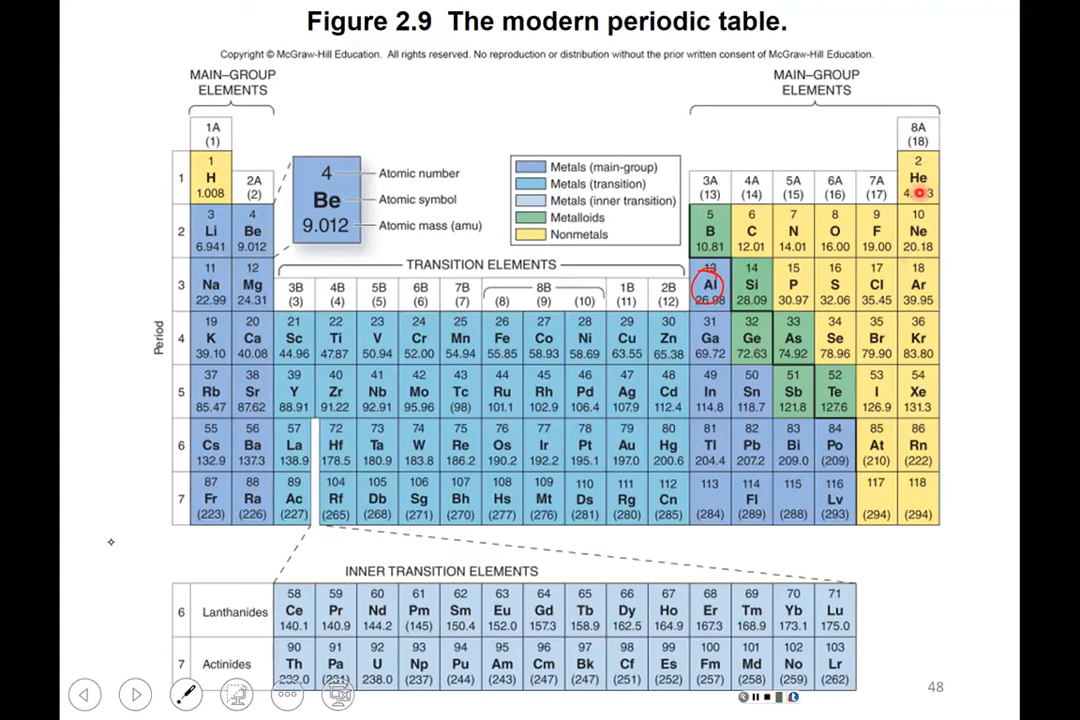 Figure 2.9 The modern periodic table.
Copyright © McGraw-Hill Education. All rights reserved. No reproduction or distribution without the prior written consent of McGraw-Hill Education.
MAIN–GROUP
ELEMENTS
MAIN–GROUP
ELEMENTS
1A
(1)
8A
(18)
1
H
1.008
2A
(2)
4
Be
9.012
Atomic number
Atomic symbol
Atomic mass (amu)
Metals (main-group)
Metals (transition)
Metals (inner transition)
Metalloids
Nonmetals
3A 4A 5A 6A 7A
(13) (14) (15) (16) (17)
2
He
1
Period
2
3 4 5 6 7 8 9 10
Li Be B C N O F Ne
6.941 9.012 10.81 12.01 14.01 16.00 19.00 20.18
TRANSITION ELEMENTS
3B 4B 5B 6B 7B 8B 1B 2B
(3) (4) (5) (6) (7) (8) (9) (10) (11) (12)
3
11 12 13 14 15 16 17 18
Na Mg Al Si P S Cl Ar
22.99 24.31 26.98 28.09 30.97 32.06 35.45 39.95
4
19 20 21 22 23 24 25 26 27 28 29 30 31 32 33 34 35 36
K Ca Sc Ti V Cr Mn Fe Co Ni Cu Zn Ga Ge As Se Br Kr
39.10 40.08 44.96 47.87 50.94 52.00 54.94 55.85 58.93 58.69 63.55 65.38 69.72 72.63 74.92 78.96 79.90 83.80
5
37 38 39 40 41 42 43 44 45 46 47 48 49 50 51 52 53 54
Rb Sr Y Zr Nb Mo Tc Ru Rh Pd Ag Cd In Sn Sb Te I Xe
85.47 87.62 88.91 91.22 92.91 95.96 (98) 101.1 102.9 106.4 107.9 112.4 114.8 118.7 121.8 127.6 126.9 131.3
6
55 56 57 72 73 74 75 76 77 78 79 80 81 82 83 84 85 86
Cs Ba La Hf Ta W Re Os Ir Pt Au Hg Tl Pb Bi Po At Rn
132.9 137.3 138.9 178.5 180.9 183.8 186.2 190.2 192.2 195.1 197.0 200.6 204.4 207.2 209.0 (209) (210) (222)
7
87 88 89 104 105 106 107 108 109 110 111 112 113 114 115 116 117 118
Fr Ra Ac Rf Db Sg Bh Hs Mt Ds Rg Cn Fl Lv
(223) (226) (227) (265) (268) (271) (270) (277) (276) (281) (280) (285) (284) (289) (288) (293) (294) (294)
INNER TRANSITION ELEMENTS
58 59 60 61 62 63 64 65 66 67 68 69 70 71
6 Lanthanides Ce Pr Nd Pm Sm Eu Gd Tb Dy Ho Er Tm Yb Lu
140.1 140.9 144.2 (145) 150.4 152.0 157.3 158.9 162.5 164.9 167.3 168.9 173.1 175.0
90 91 92 93 94 95 96 97 98 99 100 101 102 103
7 Actinides Th Pa U Np Pu Am Cm Bk Cf Es Fm Md No Lr
232.0 (231) 238.0 (237) (244) (243) (247) (247) (251) (252) (257) (258) (259) (262)
48